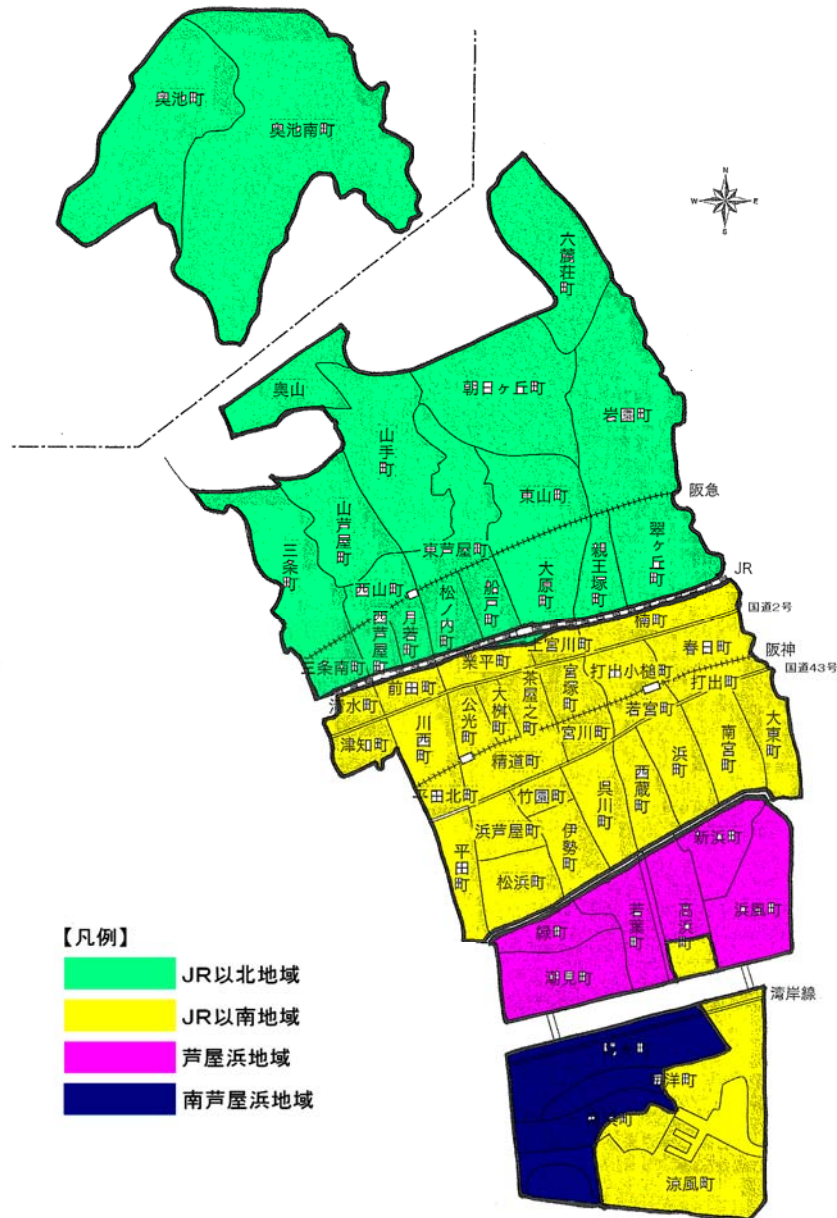 奥池町
奥池南町
N
W
E
S
六麓荘町
奥山
朝日ヶ丘町
岩園町
山手町
東山町
阪急
山芦屋町
三条町
東芦屋町
翠ヶ丘町
親王塚町
大原町
船戸町
西山町
松ノ内町
月若町
西芦屋町
JR
三条南町
国道2号
楠町
上宮川町
業平町
春日町
阪神
国道43号
前田町
打出小槌町
打出町
清水町
宮塚町
茶屋之町
大桝町
公光町
川西町
津知町
若宮町
宮川町
大東町
南宮町
浜町
西蔵町
呉川町
精道町
平田北町
竹園町
浜芦屋町
伊勢町
平田町
松浜町
新浜町
浜風町
高浜町
若葉町
緑町
潮見町
湾岸線
洋町
涼風町
【凡例】
JR以北地域
JR以南地域
芦屋浜地域
南芦屋浜地域